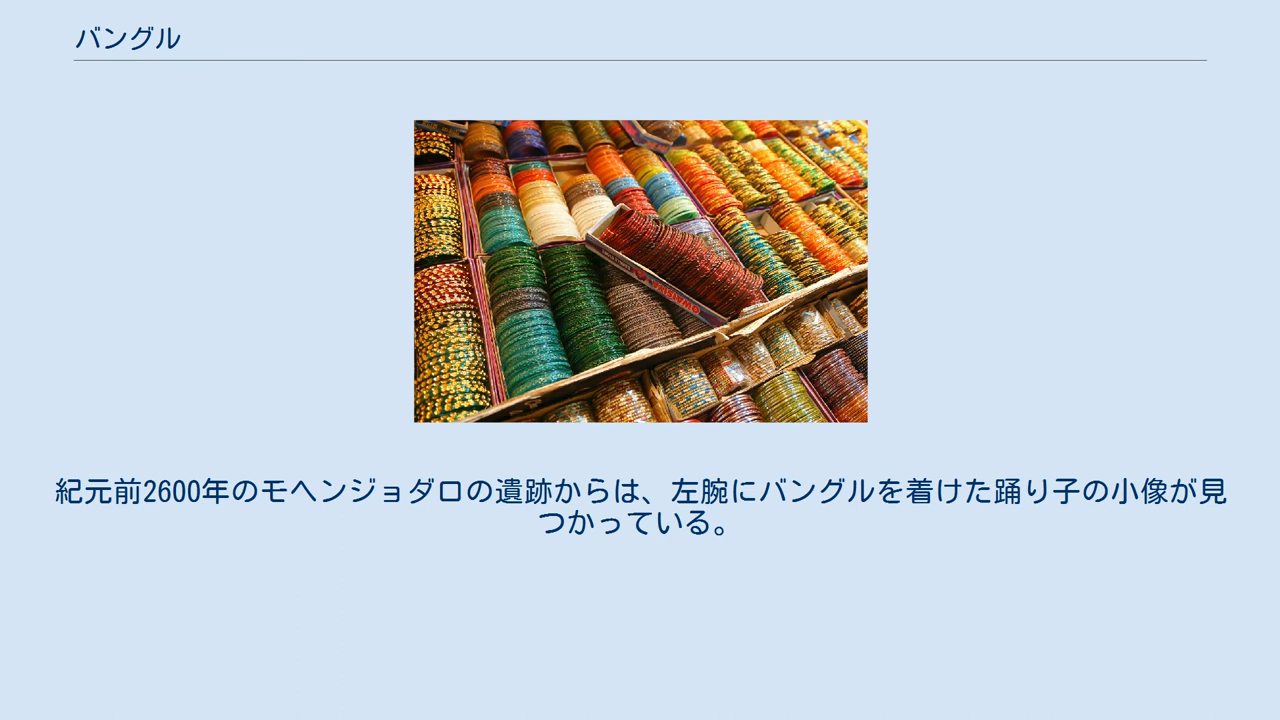 バングル
紀元前2600年のモヘンジョダロの遺跡からは、左腕にバングルを着けた踊り子の小像が見
つかっている。